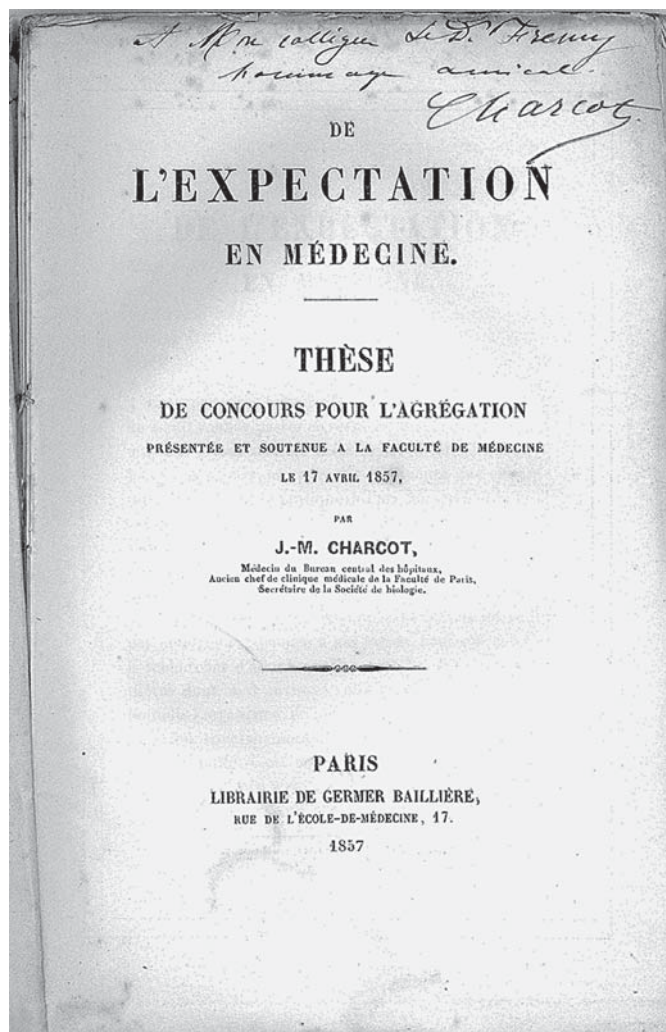 A Mon collègue Le Dr. Fremy
hommage amical.
Charcot
DE
L'EXPECTATION
EN MÉDECINE.
THÈSE
DE CONCOURS POUR L'AGRÉGATION
PRÉSENTÉE ET SOUTENUE A LA FACULTÉ DE MÉDECINE
LE 17 AVRIL 1857,
PAR
J.-M. CHARCOT,
Médecin du Bureau central des hôpitaux,
Ancien chef de clinique médicale de la Faculté de Paris,
Secrétaire de la Société de biologie.
PARIS
LIBRAIRIE DE GERMER BAILLIÈRE,
RUE DE L'ÉCOLE-DE-MÉDECINE, 17.
1857